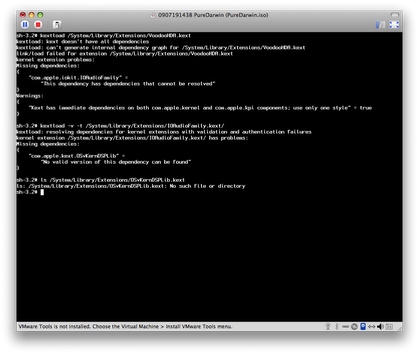 0907191438 PureDarwin (PureDarwin.iso)
sh-3.2# kextload /System/Library/Extensions/VoodooHDA.kext
kextload: kext doesn't have all dependencies
kextload: can't generate internal dependency graph for /System/Library/Extensions/VoodooHDA.kext
link/load failed for extension /System/Library/Extensions/VoodooHDA.kext
kernel extension problems:
Missing dependencies:
{
"com.apple.iokit.IOAudioFamily" =
"This dependency has dependencies that cannot be resolved"
}
Warnings:
{
"Kext has immediate dependencies on both com.apple.kernel and com.apple.kpi components; use only one style" = true
}
sh-3.2# kextload -v -t /System/Library/Extensions/IOAudioFamily.kext/
kextload: resolving dependencies for kernel extensions with validation and authentication failures
kernel extension /System/Library/Extensions/IOAudioFamily.kext/ has problems:
Missing dependencies:
{
"com.apple.kext.OSvKernDSPLib" =
"No valid version of this dependency can be found"
}
sh-3.2# ls /System/Library/Extensions/OSvKernDSPLib.kext
ls: /System/Library/Extensions/OSvKernDSPLib.kext: No such file or directory
sh-3.2#
VMware Tools is not installed. Choose the Virtual Machine > Install VMware Tools menu.